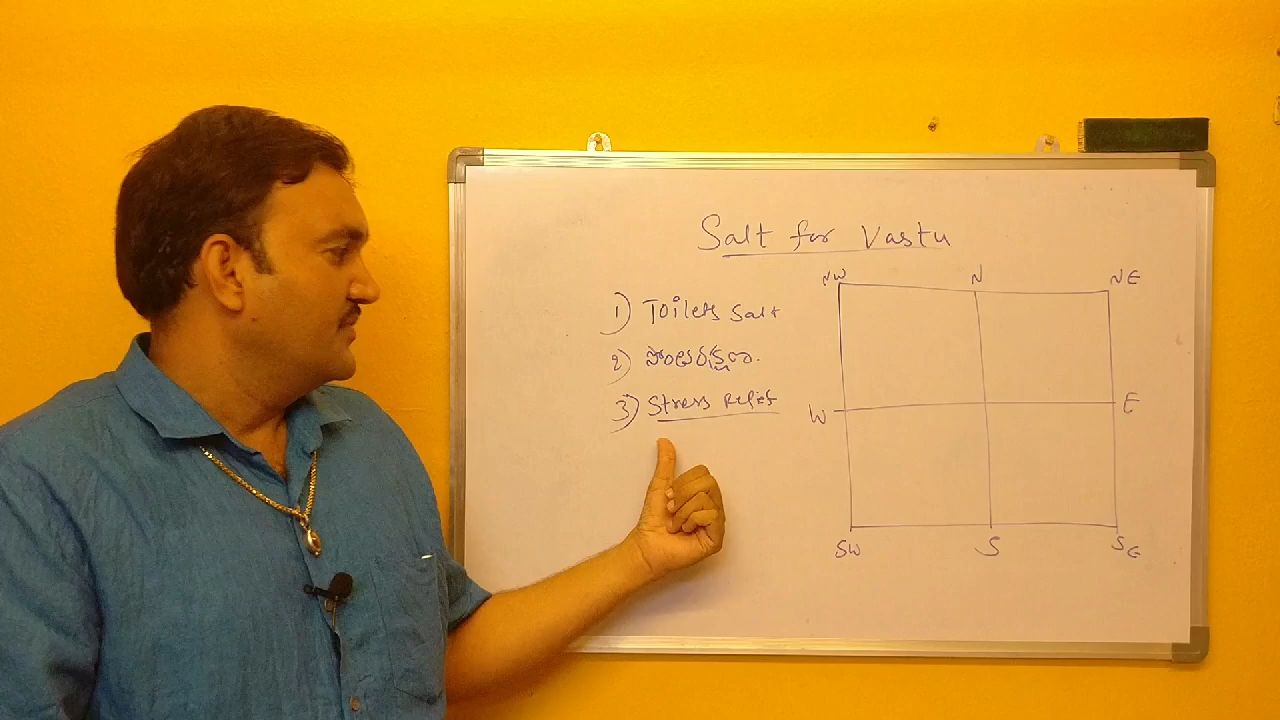 Salt for Vastu
1) Toilets Salt
2)
3) Stress Relief
NW N NE
W E
SW S SE